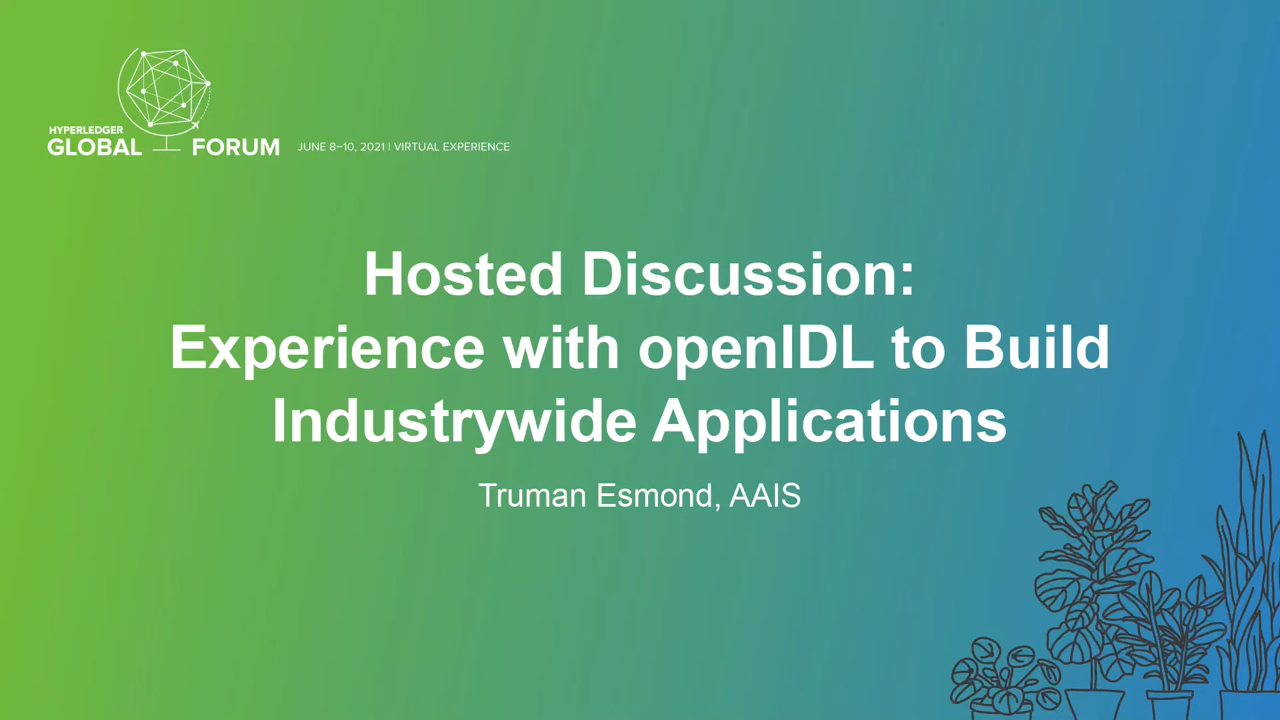 HYPERLEDGER
GLOBAL FORUM JUNE 8–10, 2021 | VIRTUAL EXPERIENCE
Hosted Discussion:
Experience with openIDL to Build
Industrywide Applications
Truman Esmond, AAIS